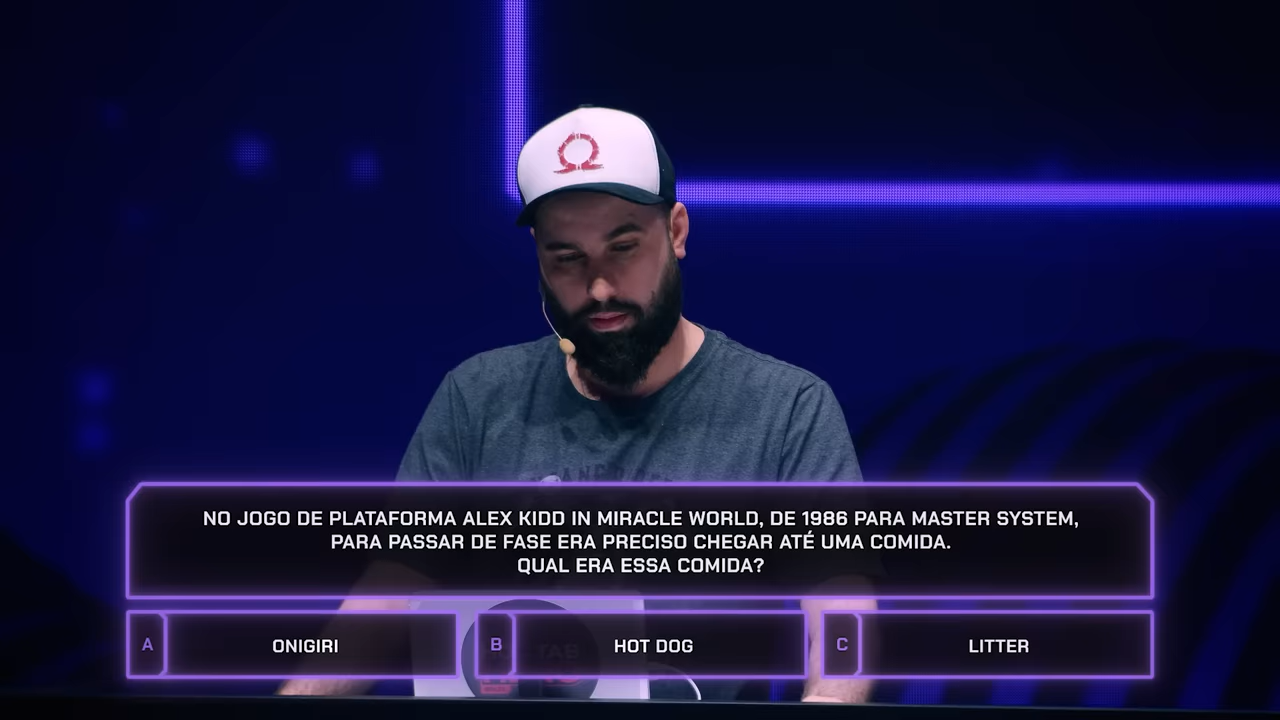 NO JOGO DE PLATAFORMA ALEX KIDD IN MIRACLE WORLD, DE 1986 PARA MASTER SYSTEM,
PARA PASSAR DE FASE ERA PRECISO CHEGAR ATÉ UMA COMIDA.
QUAL ERA ESSA COMIDA?
A ONIGIRI
B HOT DOG
C LITTER